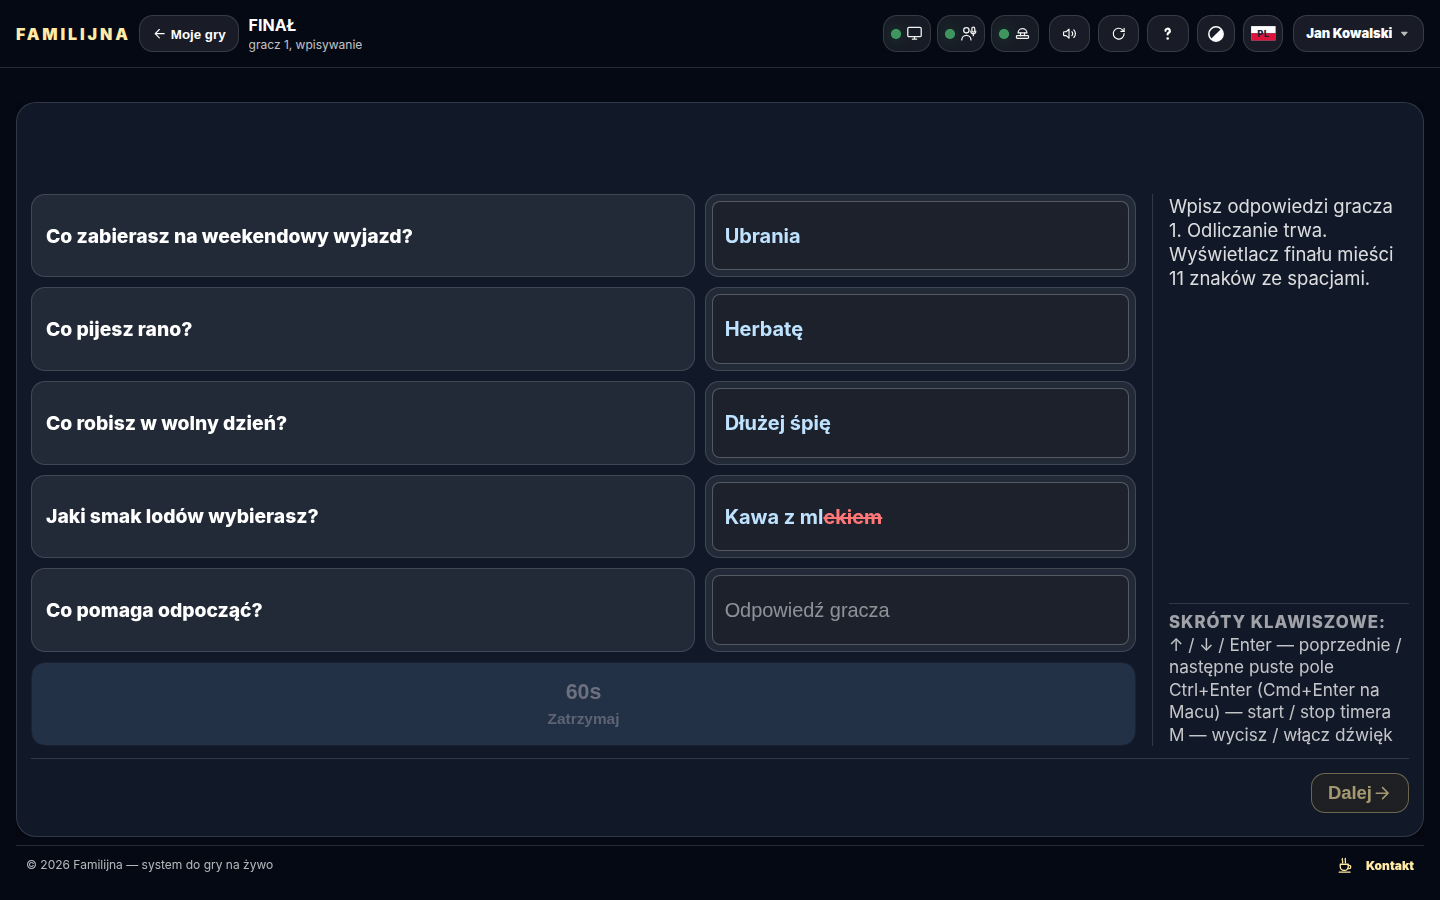 FAMILIJNA
← Moje gry
FINAŁ
gracz 1, wpisywanie
?
PL
Jan Kowalski
Co zabierasz na weekendowy wyjazd?
Ubrania
Co pijesz rano?
Herbatę
Co robisz w wolny dzień?
Dłużej śpię
Jaki smak lodów wybierasz?
Kawa z mlekiem
Co pomaga odpocząć?
Odpowiedź gracza
60s
Zatrzymaj
Wpisz odpowiedzi gracza
1. Odliczanie trwa.
Wyświetlacz finału mieści
11 znaków ze spacjami.
SKRÓTY KLAWISZOWE:
↑ / ↓ / Enter — poprzednie /
następne puste pole
Ctrl+Enter (Cmd+Enter na
Macu) — start / stop timera
M — wycisz / włącz dźwięk
Dalej →
© 2026 Familijna — system do gry na żywo
Kontakt